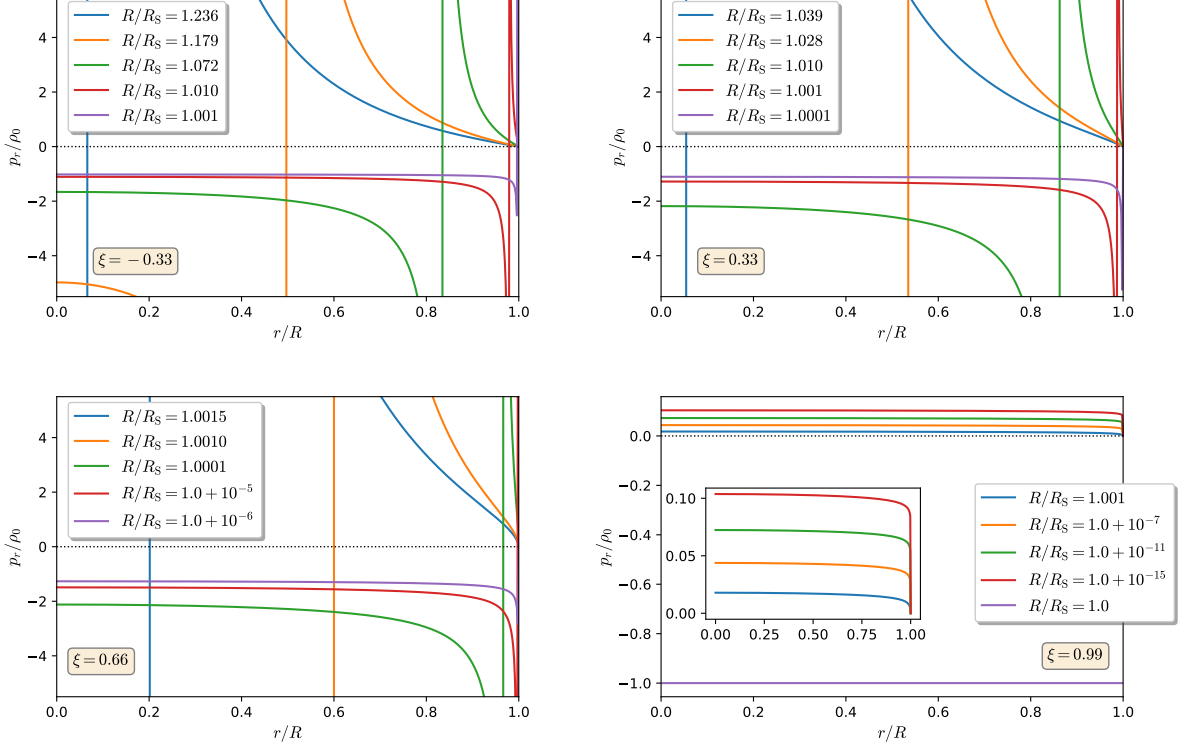 R/R_S = 1.236
R/R_S = 1.179
R/R_S = 1.072
R/R_S = 1.010
R/R_S = 1.001
4
2
0
−2
−4
p_r/ρ_0
ξ = −0.33
0.0 0.2 0.4 0.6 0.8 1.0
r/R
R/R_S = 1.039
R/R_S = 1.028
R/R_S = 1.010
R/R_S = 1.001
R/R_S = 1.0001
4
2
0
−2
−4
p_r/ρ_0
ξ = 0.33
0.0 0.2 0.4 0.6 0.8 1.0
r/R
R/R_S = 1.0015
R/R_S = 1.0010
R/R_S = 1.0001
R/R_S = 1.0 + 10^{−5}
R/R_S = 1.0 + 10^{−6}
4
2
0
−2
−4
p_r/ρ_0
ξ = 0.66
0.0 0.2 0.4 0.6 0.8 1.0
r/R
0.0
−0.2
−0.4
−0.6
−0.8
−1.0
p_r/ρ_0
R/R_S = 1.001
R/R_S = 1.0 + 10^{−7}
R/R_S = 1.0 + 10^{−11}
R/R_S = 1.0 + 10^{−15}
R/R_S = 1.0
0.10
0.05
0.00
0.00 0.25 0.50 0.75 1.00
ξ = 0.99
0.0 0.2 0.4 0.6 0.8 1.0
r/R